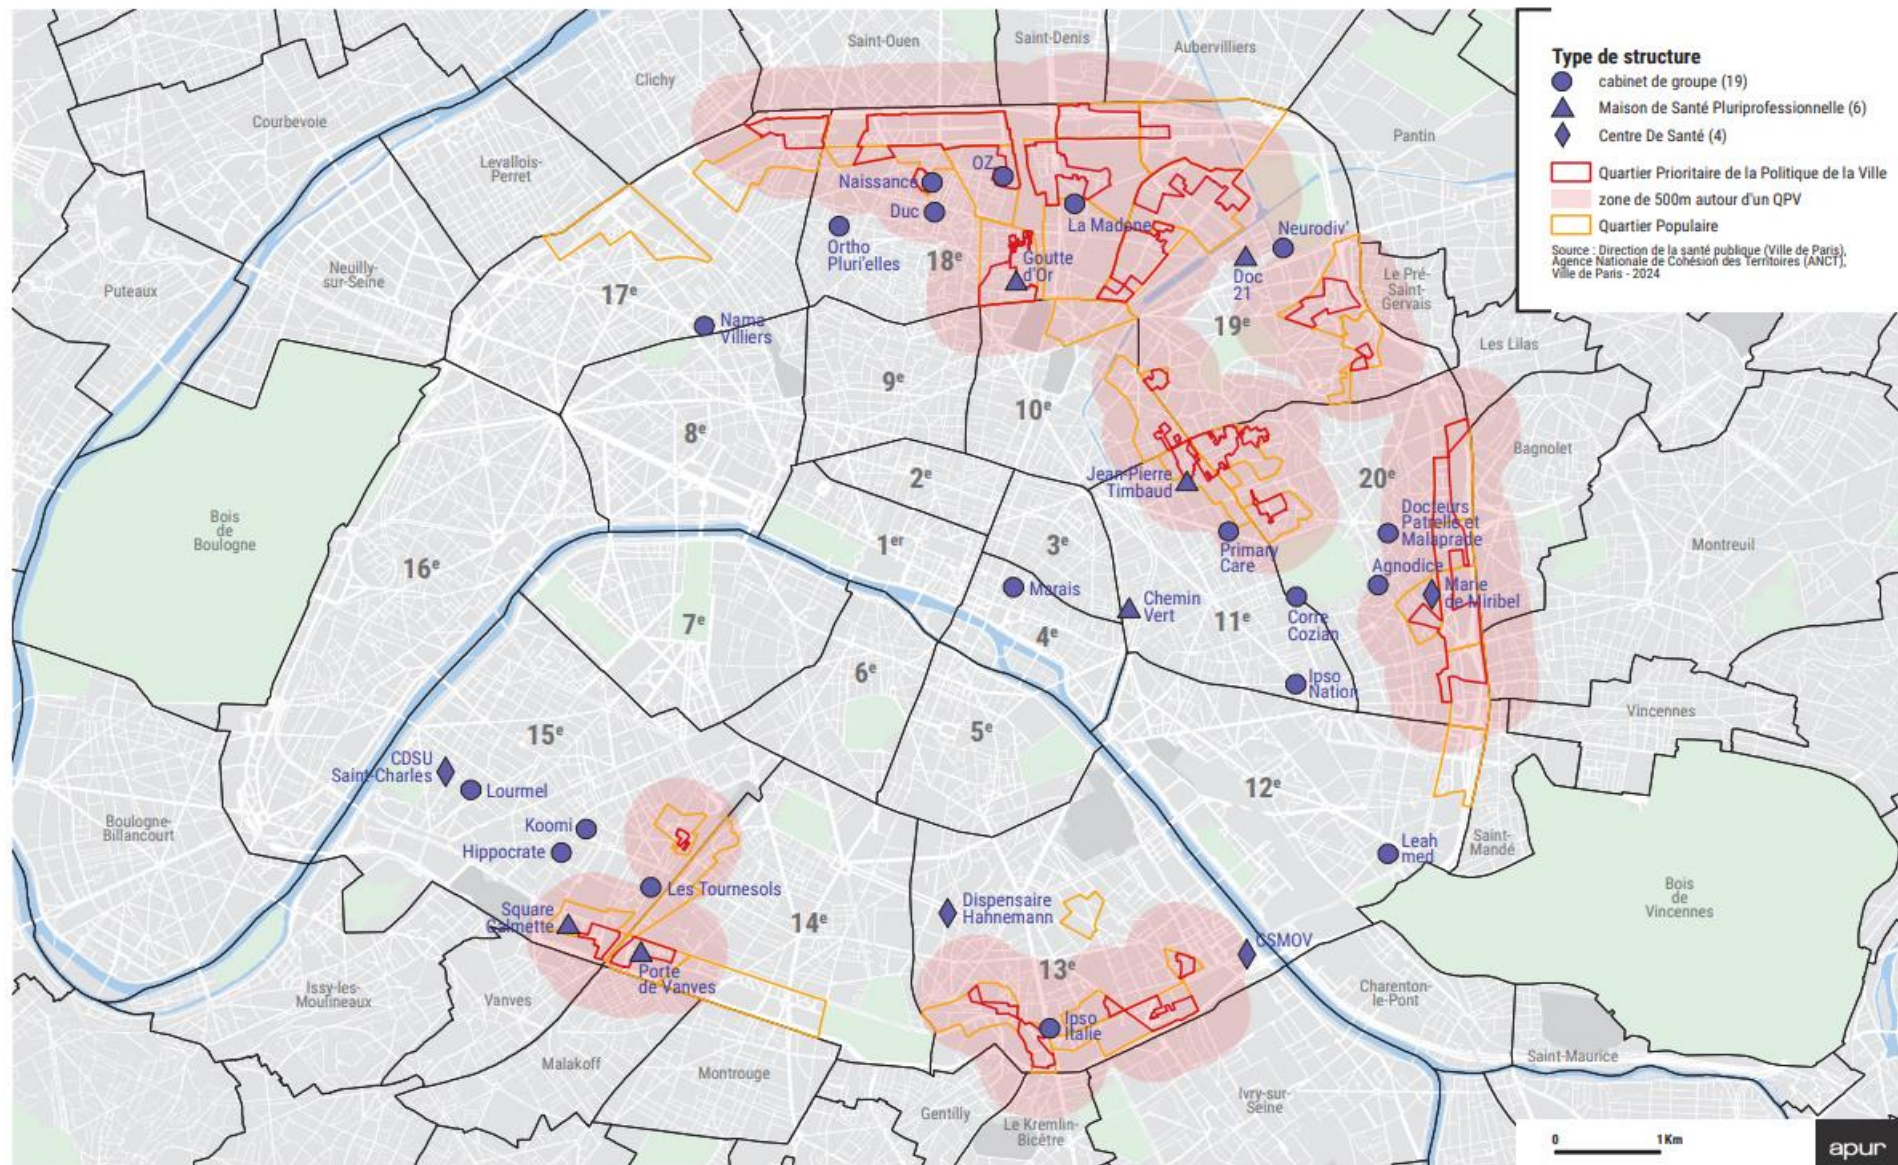 Saint-Ouen
Saint-Denis
Aubervilliers
Clichy
Courbevoie
Levallois-
Perret
Pantin
Neuilly-
sur-Seine
Puteaux
Le Pré-
Saint-
Gervais
Les Lilas
Bagnolet
Montreuil
Vincennes
Saint-
Mandé
Bois
de
Vincennes
Charenton-
le-Pont
Saint-Maurice
Ivry-sur-
Seine
Le Kremlin-
Bicêtre
Gentilly
Montrouge
Malakoff
Vanves
Issy-les-
Moulineaux
Boulogne-
Billancourt
Bois
de
Boulogne
Type de structure
cabinet de groupe (19)
Maison de Santé Pluriprofessionnelle (6)
Centre De Santé (4)
Quartier Prioritaire de la Politique de la Ville
zone de 500m autour d'un QPV
Quartier Populaire
Source : Direction de la santé publique (Ville de Paris),
Agence Nationale de Cohésion des Territoires (ANCT),
Ville de Paris - 2024
OZ
Naissance
Duc
La Madone
Ortho
Pluri'elles
18e
Goutte
d'Or
Neurodiv'
Doc
21
19e
17e
Nama
Villiers
9e
10e
8e
2e
1er
3e
Jean-Pierre
Timbaud
20e
Docteurs
Patrelle et
Malaprade
Primary
Care
Agnodice
Marie
de Miribel
16e
Marais
Chemin
Vert
11e
Corre
Cozian
7e
4e
6e
Ipso
Nation
5e
15e
CDSU
Saint-Charles
Lourmel
12e
Koomi
Hippocrate
Leah
med
Les Tournesols
Square
Calmette
14e
Dispensaire
Hahnemann
CSMOV
Porte
de Vanves
13e
Ipso
Italie
0
1Km
apur